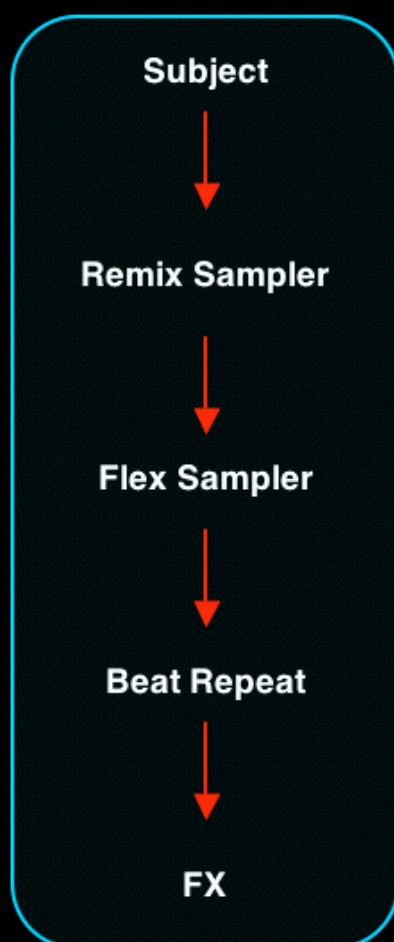 Subject
Remix Sampler
Flex Sampler
Beat Repeat
FX